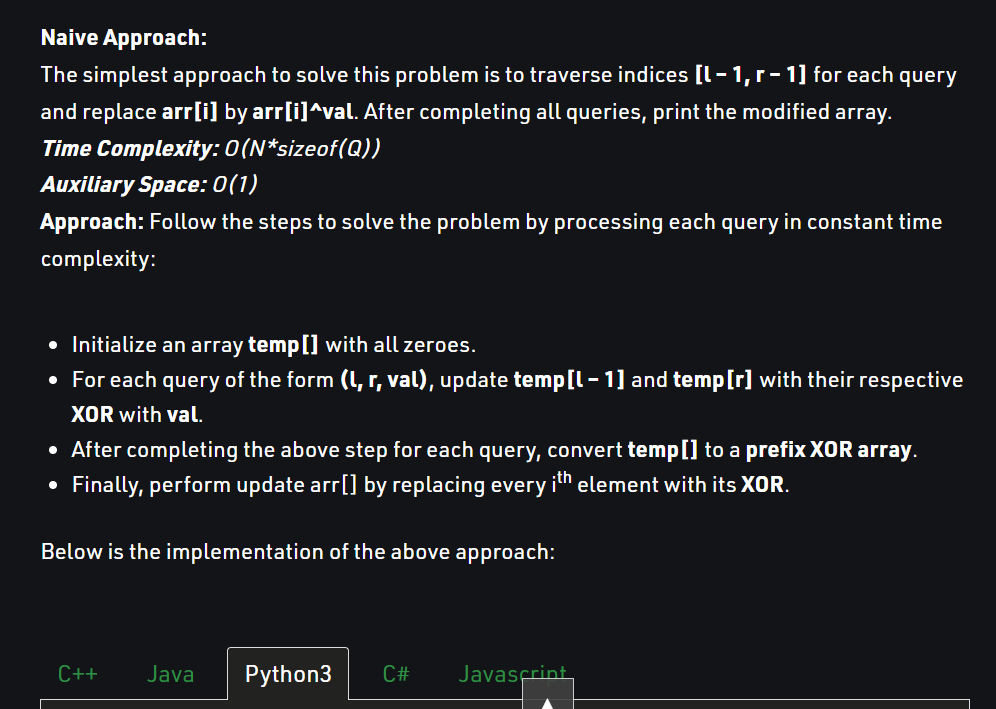 Naive Approach:
The simplest approach to solve this problem is to traverse indices [l – 1, r – 1] for each query
and replace arr[i] by arr[i]^val. After completing all queries, print the modified array.
Time Complexity: O(N*sizeof(Q))
Auxiliary Space: O(1)
Approach: Follow the steps to solve the problem by processing each query in constant time
complexity:
• Initialize an array temp[] with all zeroes.
• For each query of the form (l, r, val), update temp[l – 1] and temp[r] with their respective
XOR with val.
• After completing the above step for each query, convert temp[] to a prefix XOR array.
• Finally, perform update arr[] by replacing every ith element with its XOR.
Below is the implementation of the above approach:
C++ Java Python3 C# Javascript